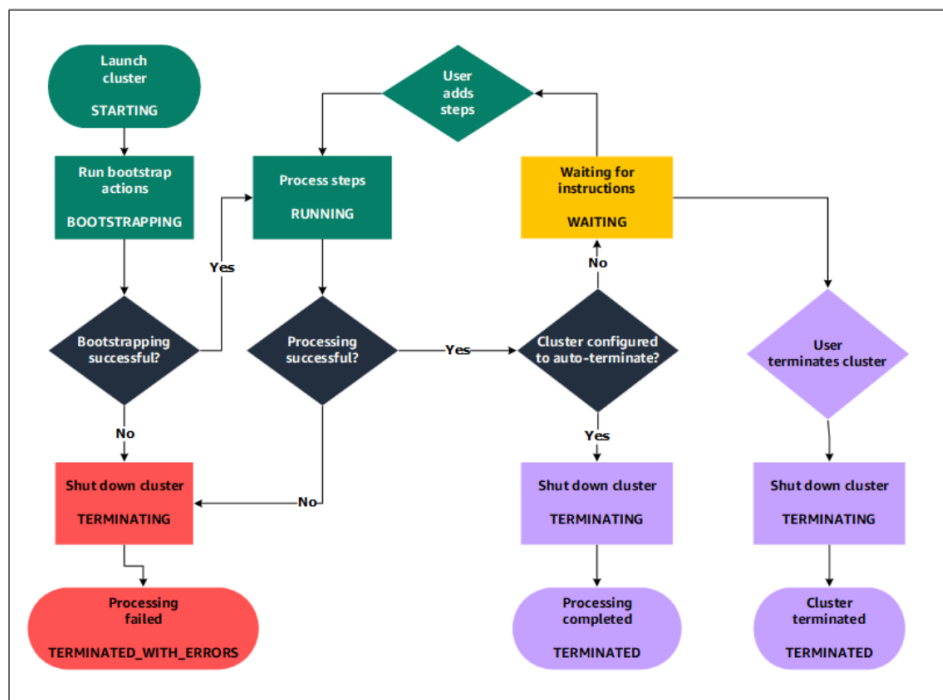 Launch
cluster
STARTING
User
adds
steps
Run bootstrap
actions
BOOTSTRAPPING
Process steps
RUNNING
Waiting for
instructions
WAITING
Yes
No
Bootstrapping
successful?
Processing
successful?
Yes
Cluster configured
to auto-terminate?
User
terminates cluster
No
Yes
Shut down cluster
TERMINATING
No
Shut down cluster
TERMINATING
Shut down cluster
TERMINATING
Processing
failed
TERMINATED_WITH_ERRORS
Processing
completed
TERMINATED
Cluster
terminated
TERMINATED